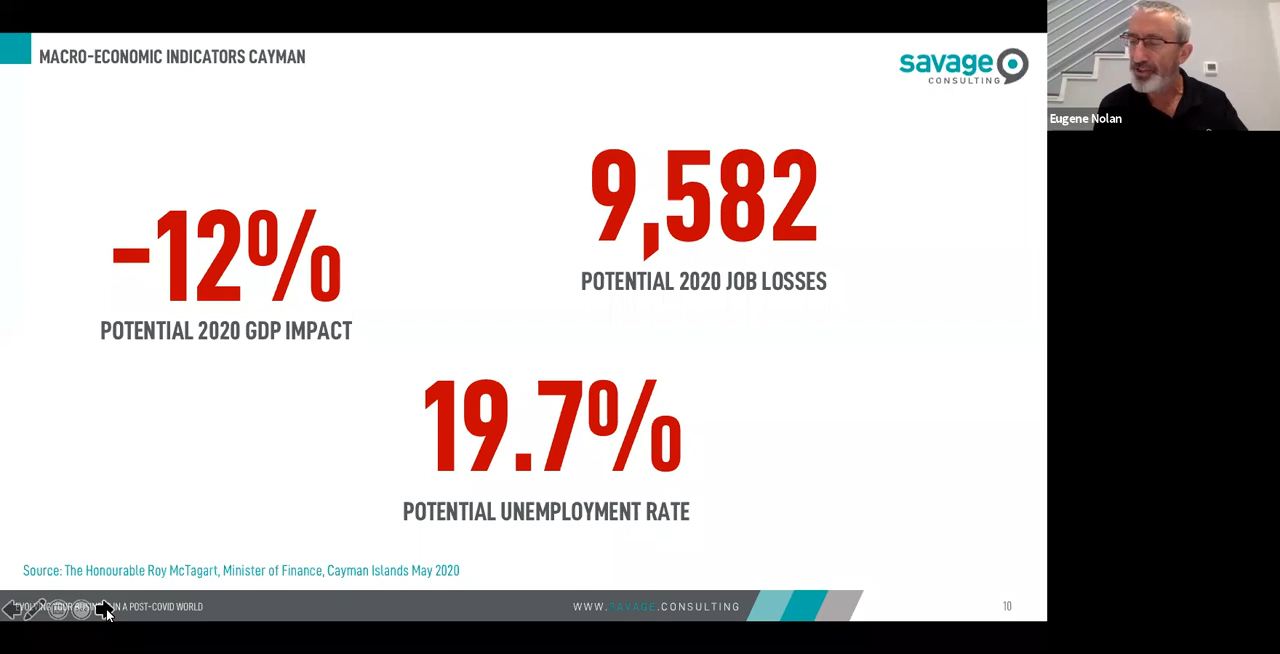 MACRO-ECONOMIC INDICATORS CAYMAN
savage
CONSULTING
Eugene Nolan
9,582
POTENTIAL 2020 JOB LOSSES
-12%
POTENTIAL 2020 GDP IMPACT
19.7%
POTENTIAL UNEMPLOYMENT RATE
Source: The Honourable Roy McTagart, Minister of Finance, Cayman Islands May 2020
IN A POST-COVID WORLD
WWW.SAVAGE.CONSULTING
10